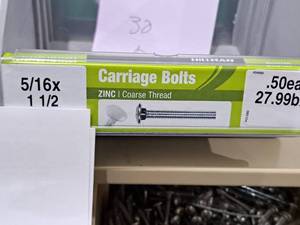 30
HILLMAN
Carriage Bolts
ZINC | Coarse Thread
5/16x
1 1/2
.50ea
27.99b